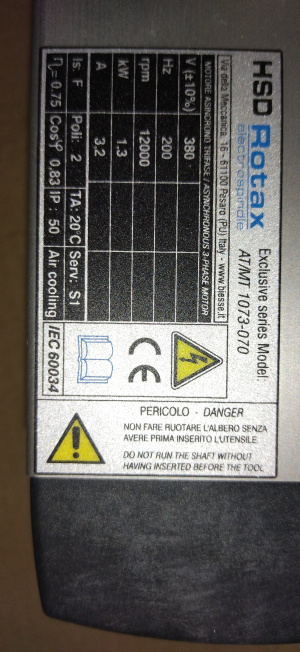 HSD Rotax
electrospindle
Exclusive series Model:
AT/MT 1073-070
Via della Meccanica, 16 - 61100 Pesaro (PU) Italy - www.biesse.it
MOTORE ASINCRONO TRIFASE / ASYNCHRONOUS 3-PHASE MOTOR
V (±10%) 380
Hz 200
rpm 12000
kW 1.3
A 3.2
Is: F Poli: 2 TA: 20°C Serv: S1
η= 0.75 Cosφ 0,83 IP: 50 Air cooling
CE
IEC 60034
PERICOLO - DANGER
NON FARE RUOTARE L'ALBERO SENZA
AVERE PRIMA INSERITO L'UTENSILE.
DO NOT RUN THE SHAFT WITHOUT
HAVING INSERTED BEFORE THE TOOL